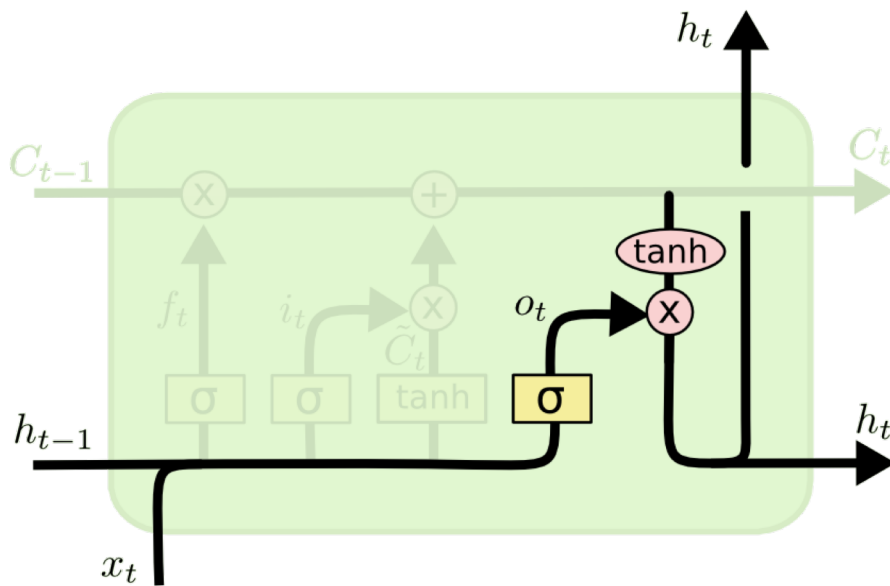 h_t
C_{t-1}
C_t
x
+
tanh
f_t
i_t
x
o_t
x
C̃_t
σ
σ
tanh
σ
h_{t-1}
h_t
x_t